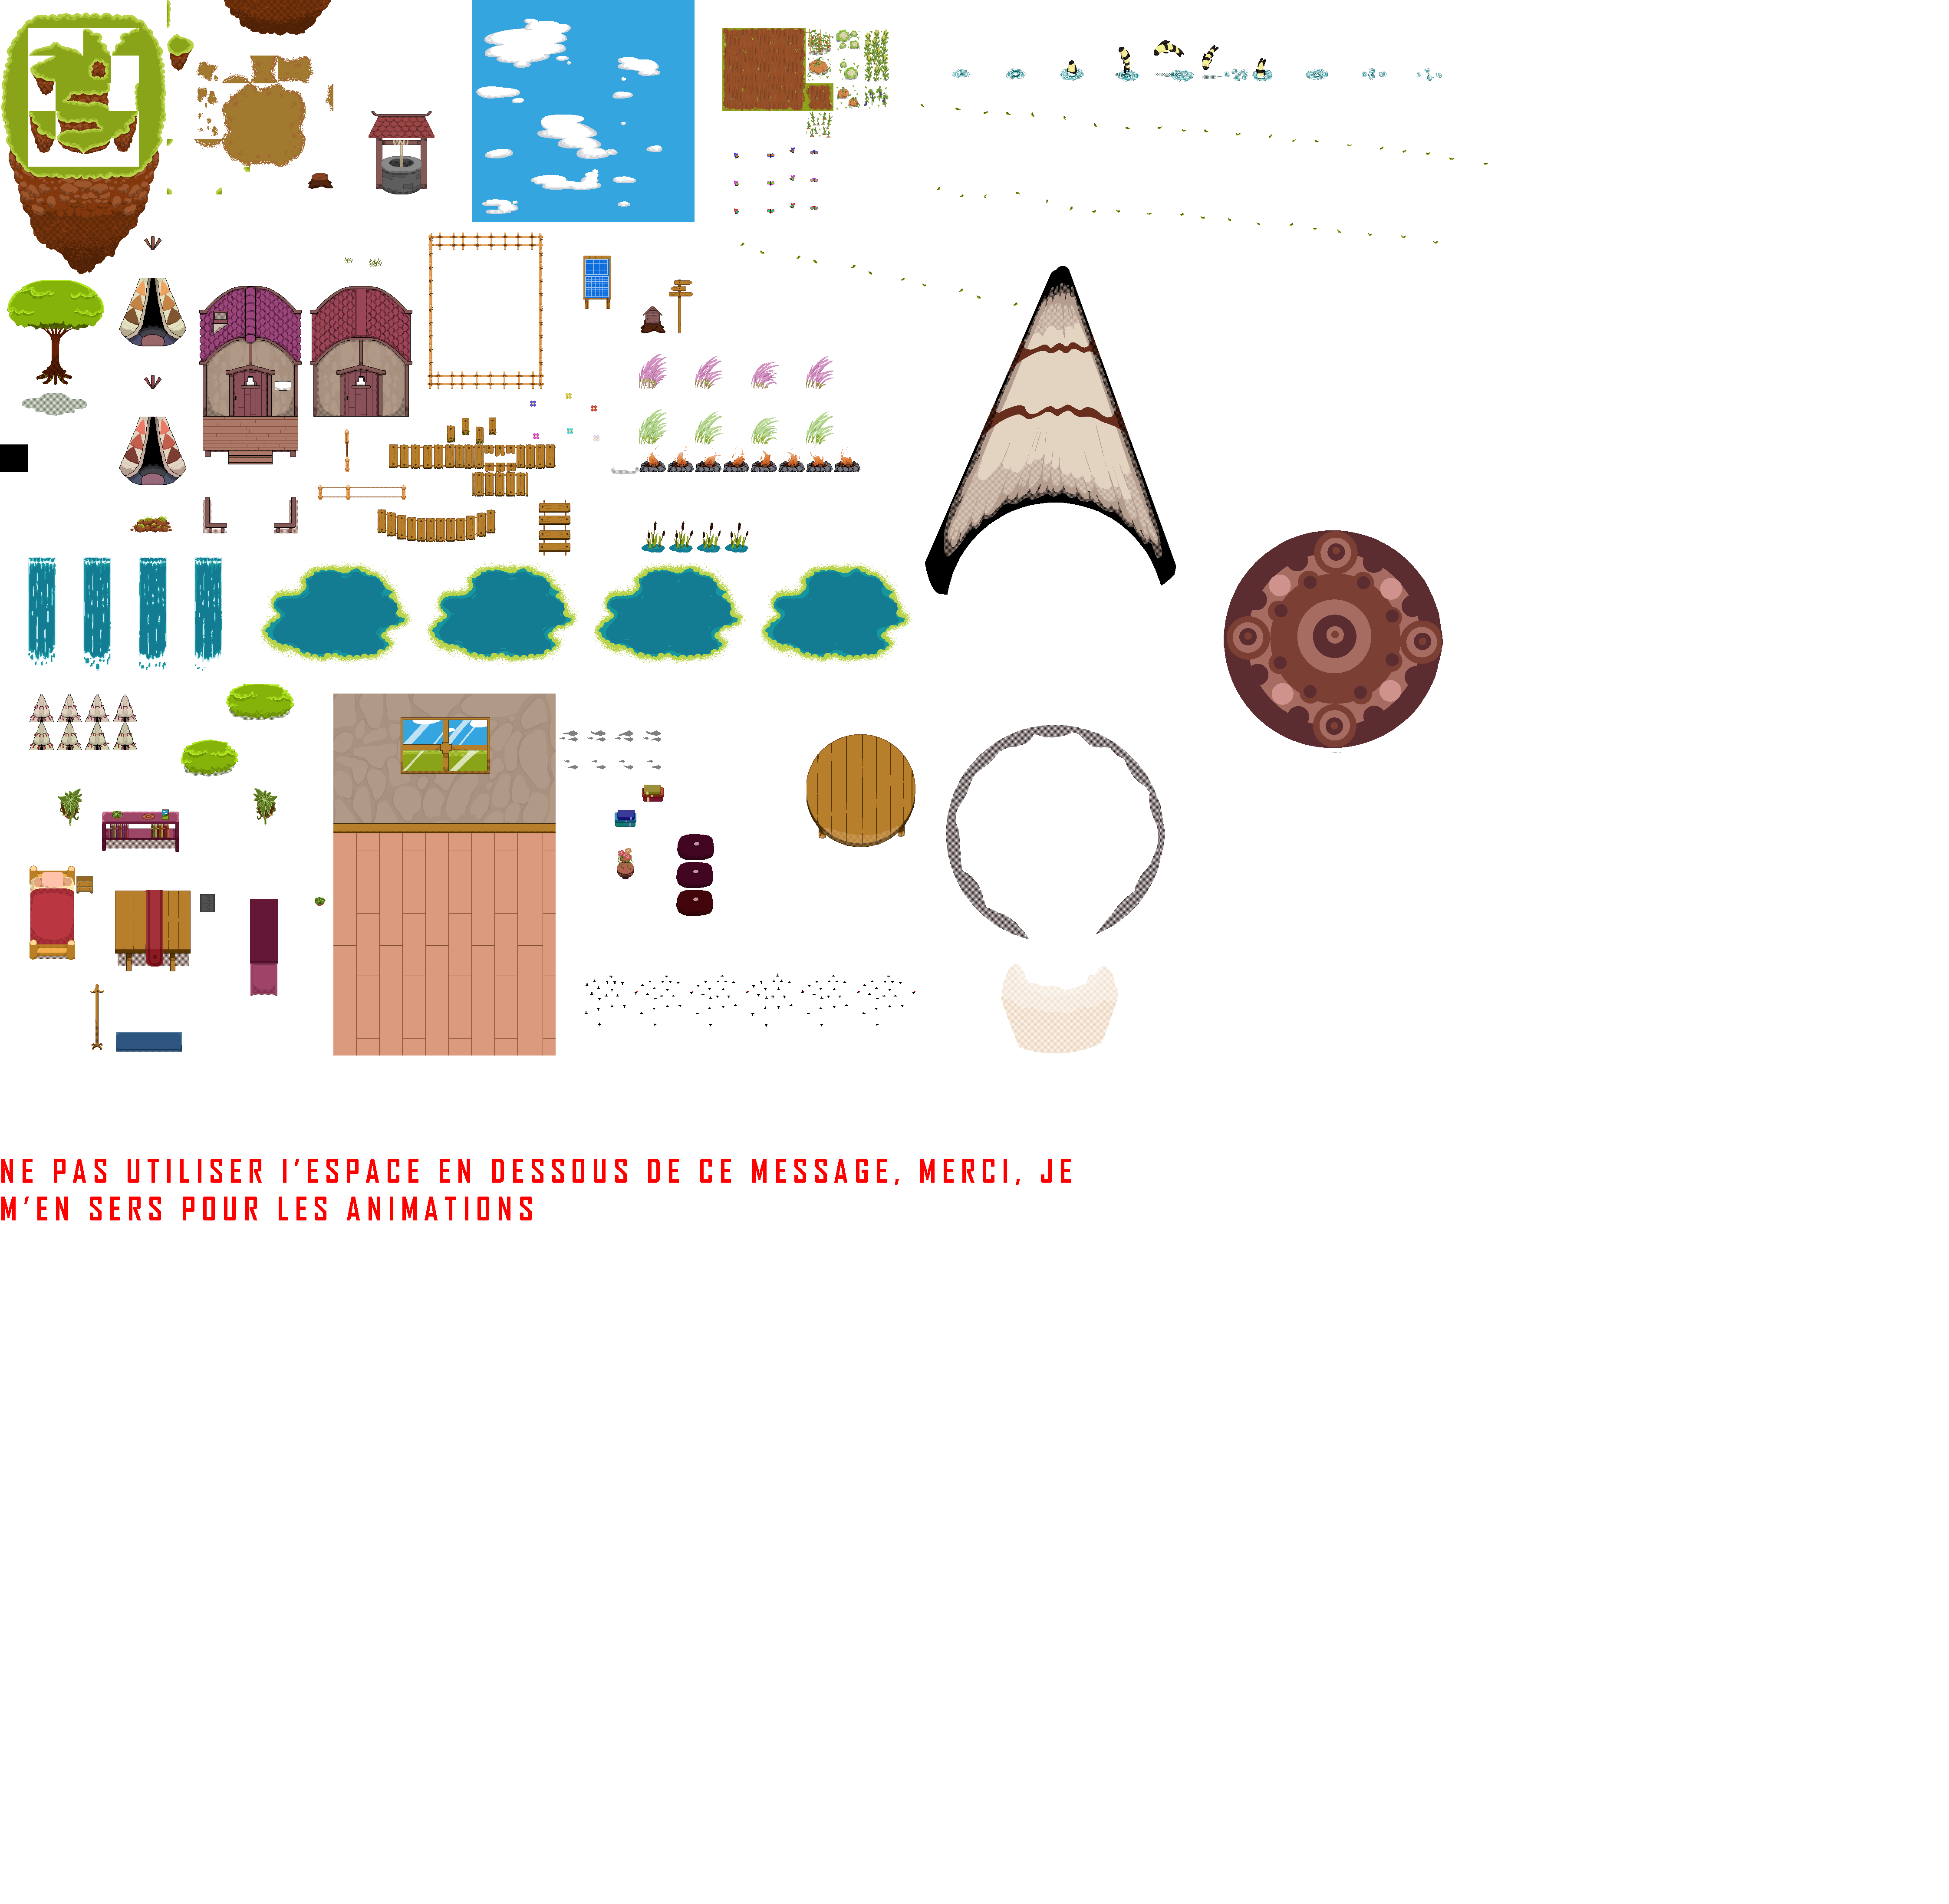 NE PAS UTILISER l'ESPACE EN DESSOUS DE CE MESSAGE, MERCI, JE
M'EN SERS POUR LES ANIMATIONS